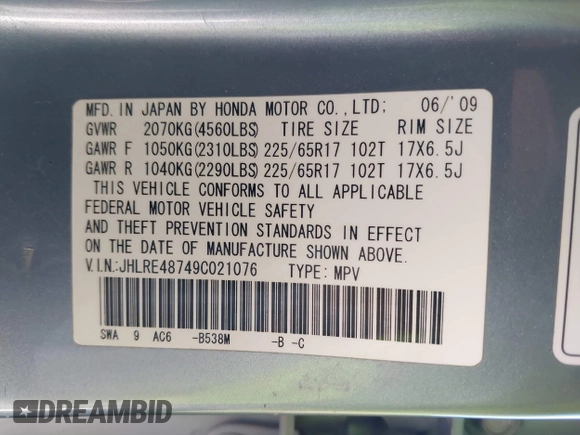 MFD. IN JAPAN BY HONDA MOTOR CO.,LTD: 06/'09
GVWR 2070KG(4560LBS) TIRE SIZE RIM SIZE
GAWR F 1050KG(2310LBS) 225/65R17 102T 17X6.5J
GAWR R 1040KG(2290LBS) 225/65R17 102T 17X6.5J
THIS VEHICLE CONFORMS TO ALL APPLICABLE
FEDERAL MOTOR VEHICLE SAFETY
AND THEFT PREVENTION STANDARDS IN EFFECT
ON THE DATE OF MANUFACTURE SHOWN ABOVE.
V.I.N.:JHLRE48749C021076 TYPE: MPV
SWA 9 AC6 -B538M -B -C
DREAMBID